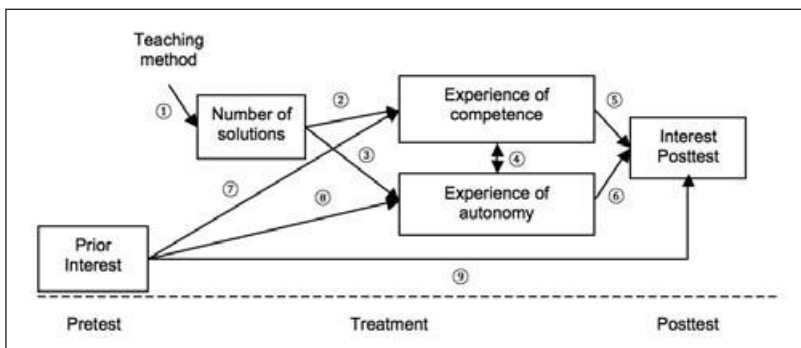 Teaching
method
①
Number of
solutions
②
③
Experience of
competence
④
Experience of
autonomy
⑤
⑥
Interest
Posttest
⑦
⑧
Prior
Interest
⑨
Pretest
Treatment
Posttest